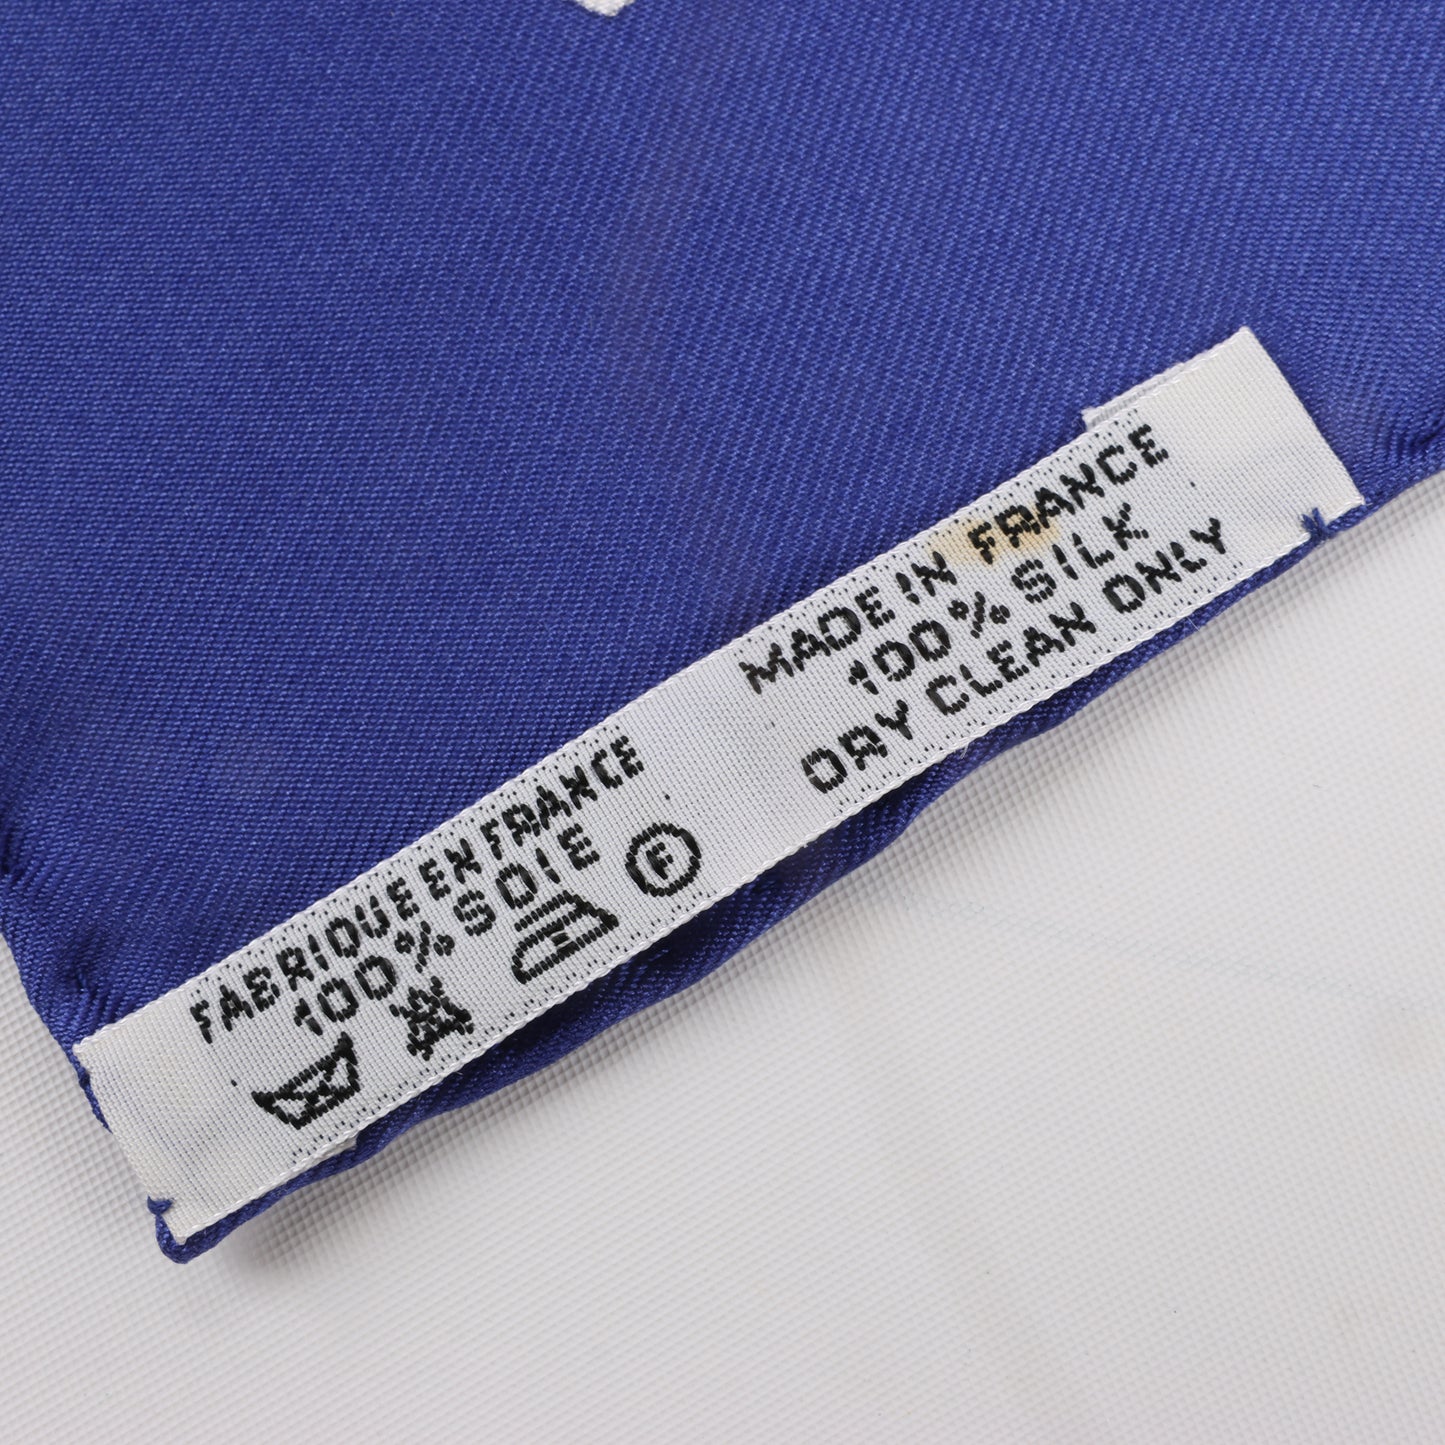 FABRIQUE EN FRANCE
100% SOIE
F
MADE IN FRANCE
100% SILK
DRY CLEAN ONLY